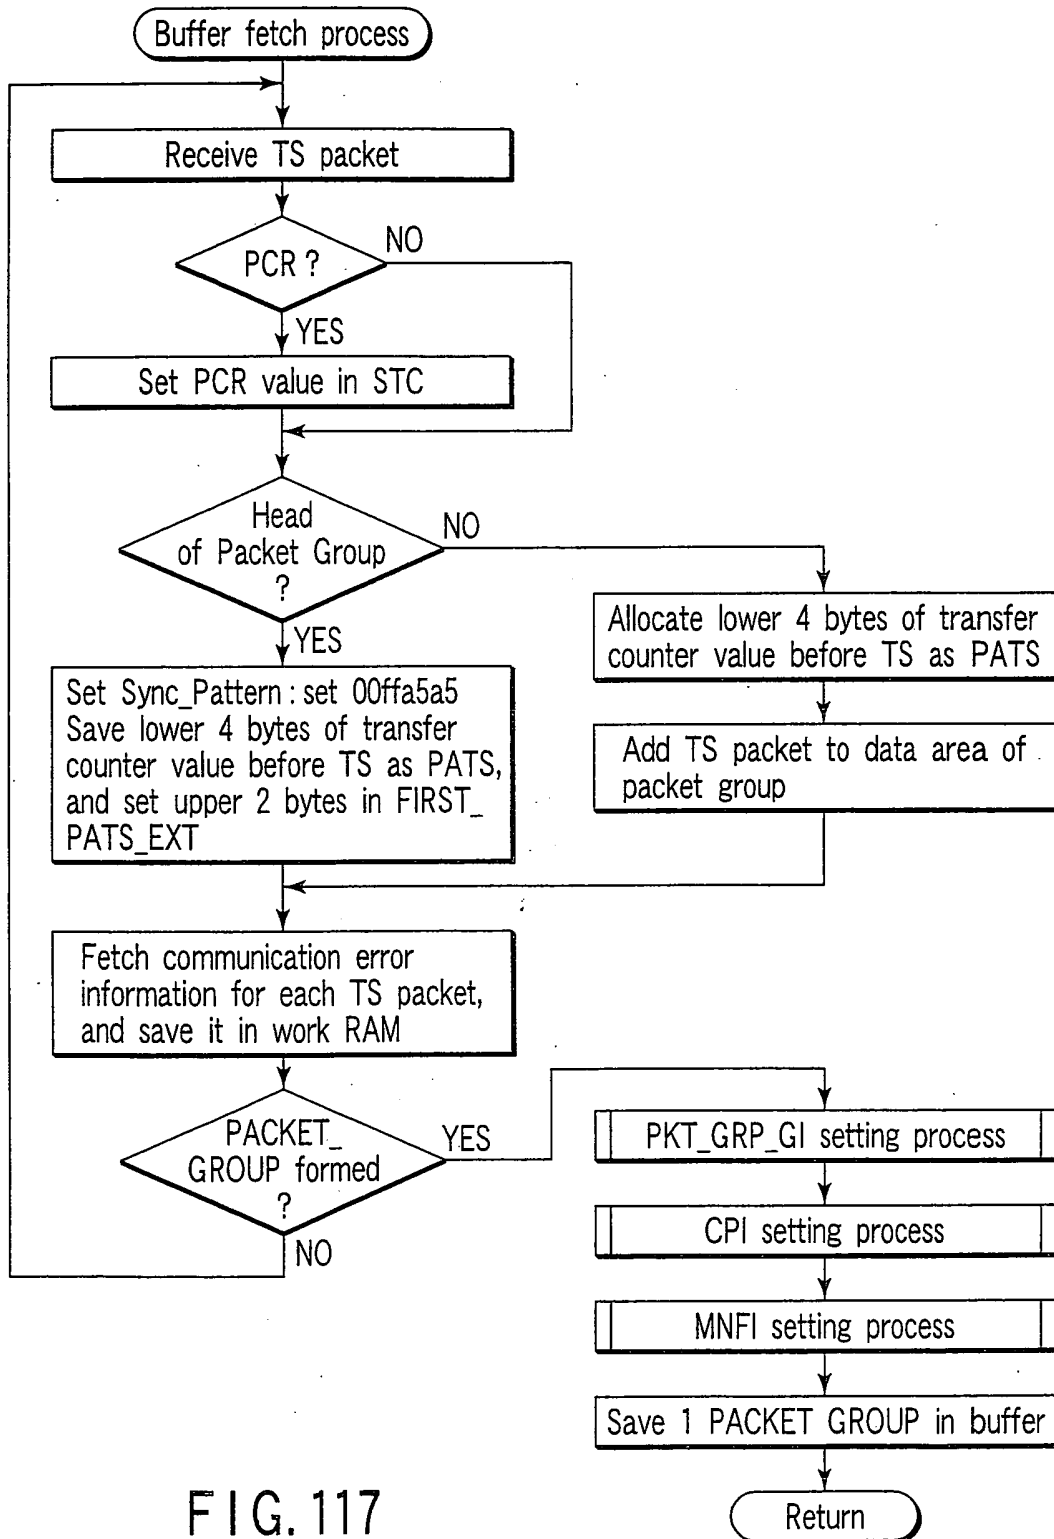 Buffer fetch process
Receive TS packet
PCR ?
NO
YES
Set PCR value in STC
Head
of Packet Group
?
NO
YES
Allocate lower 4 bytes of transfer
counter value before TS as PATS
Set Sync_Pattern : set 00ffa5a5
Save lower 4 bytes of transfer
counter value before TS as PATS,
and set upper 2 bytes in FIRST_
PATS_EXT
Add TS packet to data area of
packet group
Fetch communication error
information for each TS packet,
and save it in work RAM
PACKET_
GROUP formed
?
YES
NO
PKT_GRP_GI setting process
CPI setting process
MNFI setting process
Save 1 PACKET GROUP in buffer
Return
FIG. 117